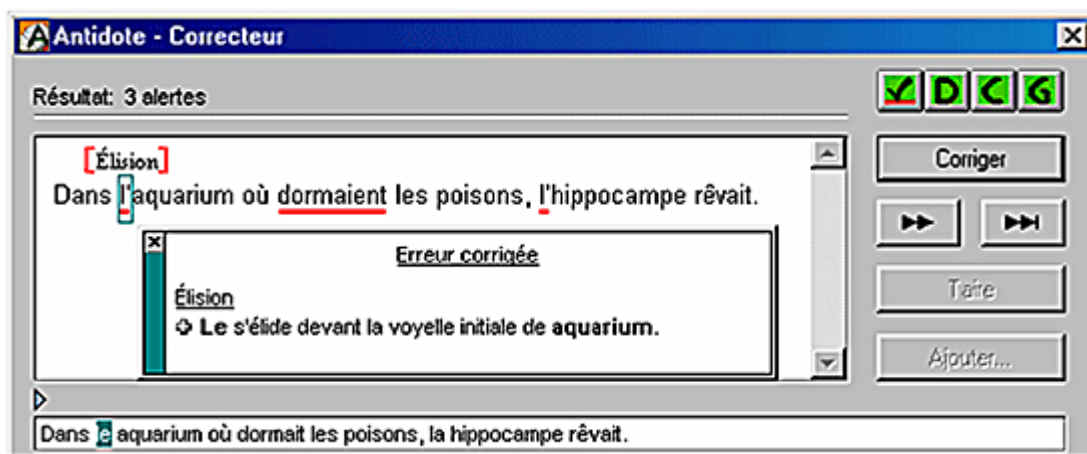 Antidote - Correcteur
Résultat: 3 alertes
D C G
[Élision]
Dans l'aquarium où dormaient les poisons, l'hippocampe rêvait.
Erreur corrigée
Élision
Le s'élide devant la voyelle initiale de aquarium.
Corriger
Taire
Ajouter...
Dans le aquarium où dormait les poisons, la hippocampe rêvait.